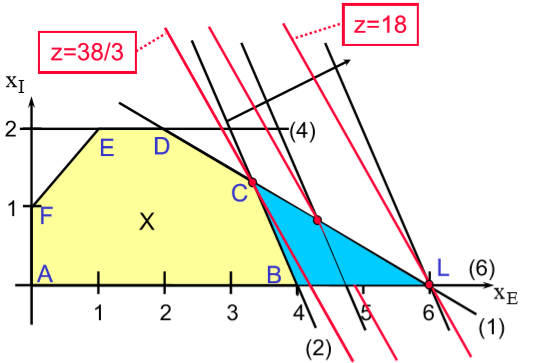 z=38/3
z=18
x_I
2
(4)
E
D
C
1
F
X
A
B
L
(6)
x_E
1
2
3
4
5
6
(1)
(2)